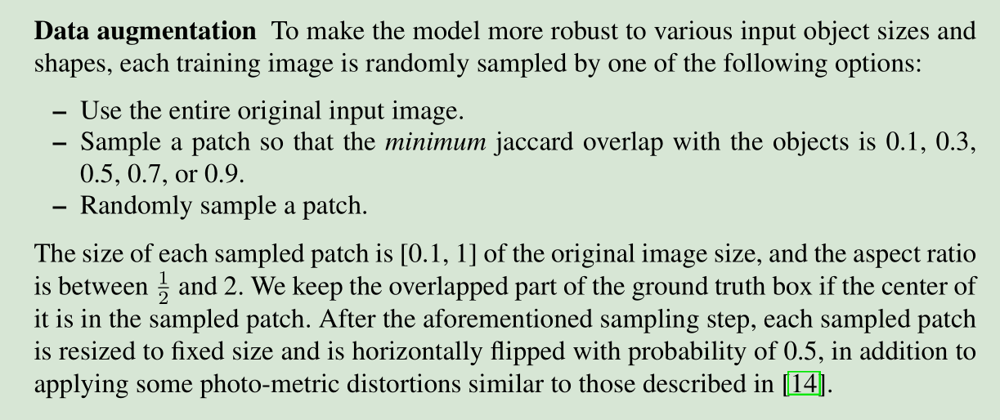 Data augmentation To make the model more robust to various input object sizes and
shapes, each training image is randomly sampled by one of the following options:
– Use the entire original input image.
– Sample a patch so that the minimum jaccard overlap with the objects is 0.1, 0.3,
0.5, 0.7, or 0.9.
– Randomly sample a patch.
The size of each sampled patch is [0.1, 1] of the original image size, and the aspect ratio
is between 1/2 and 2. We keep the overlapped part of the ground truth box if the center of
it is in the sampled patch. After the aforementioned sampling step, each sampled patch
is resized to fixed size and is horizontally flipped with probability of 0.5, in addition to
applying some photo-metric distortions similar to those described in [14].